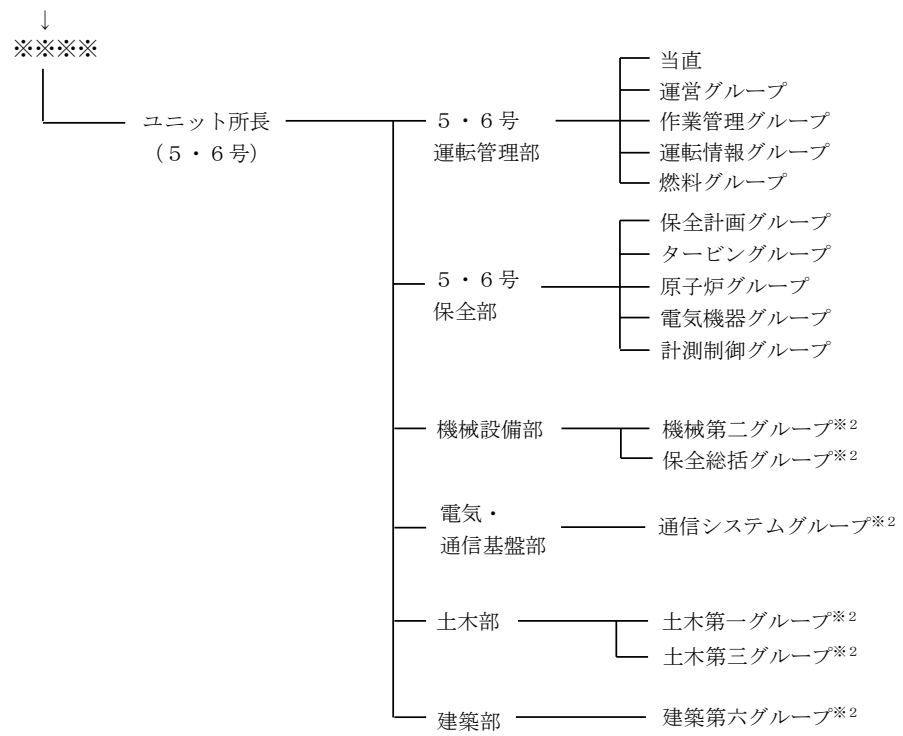 ↓
※※※※
ユニット所長
(5・6号)
5・6号
運転管理部
当直
運営グループ
作業管理グループ
運転情報グループ
燃料グループ
5・6号
保全部
保全計画グループ
タービングループ
原子炉グループ
電気機器グループ
計測制御グループ
機械設備部
機械第二グループ※2
保全総括グループ※2
電気・
通信基盤部
通信システムグループ※2
土木部
土木第一グループ※2
土木第三グループ※2
建築部
建築第六グループ※2